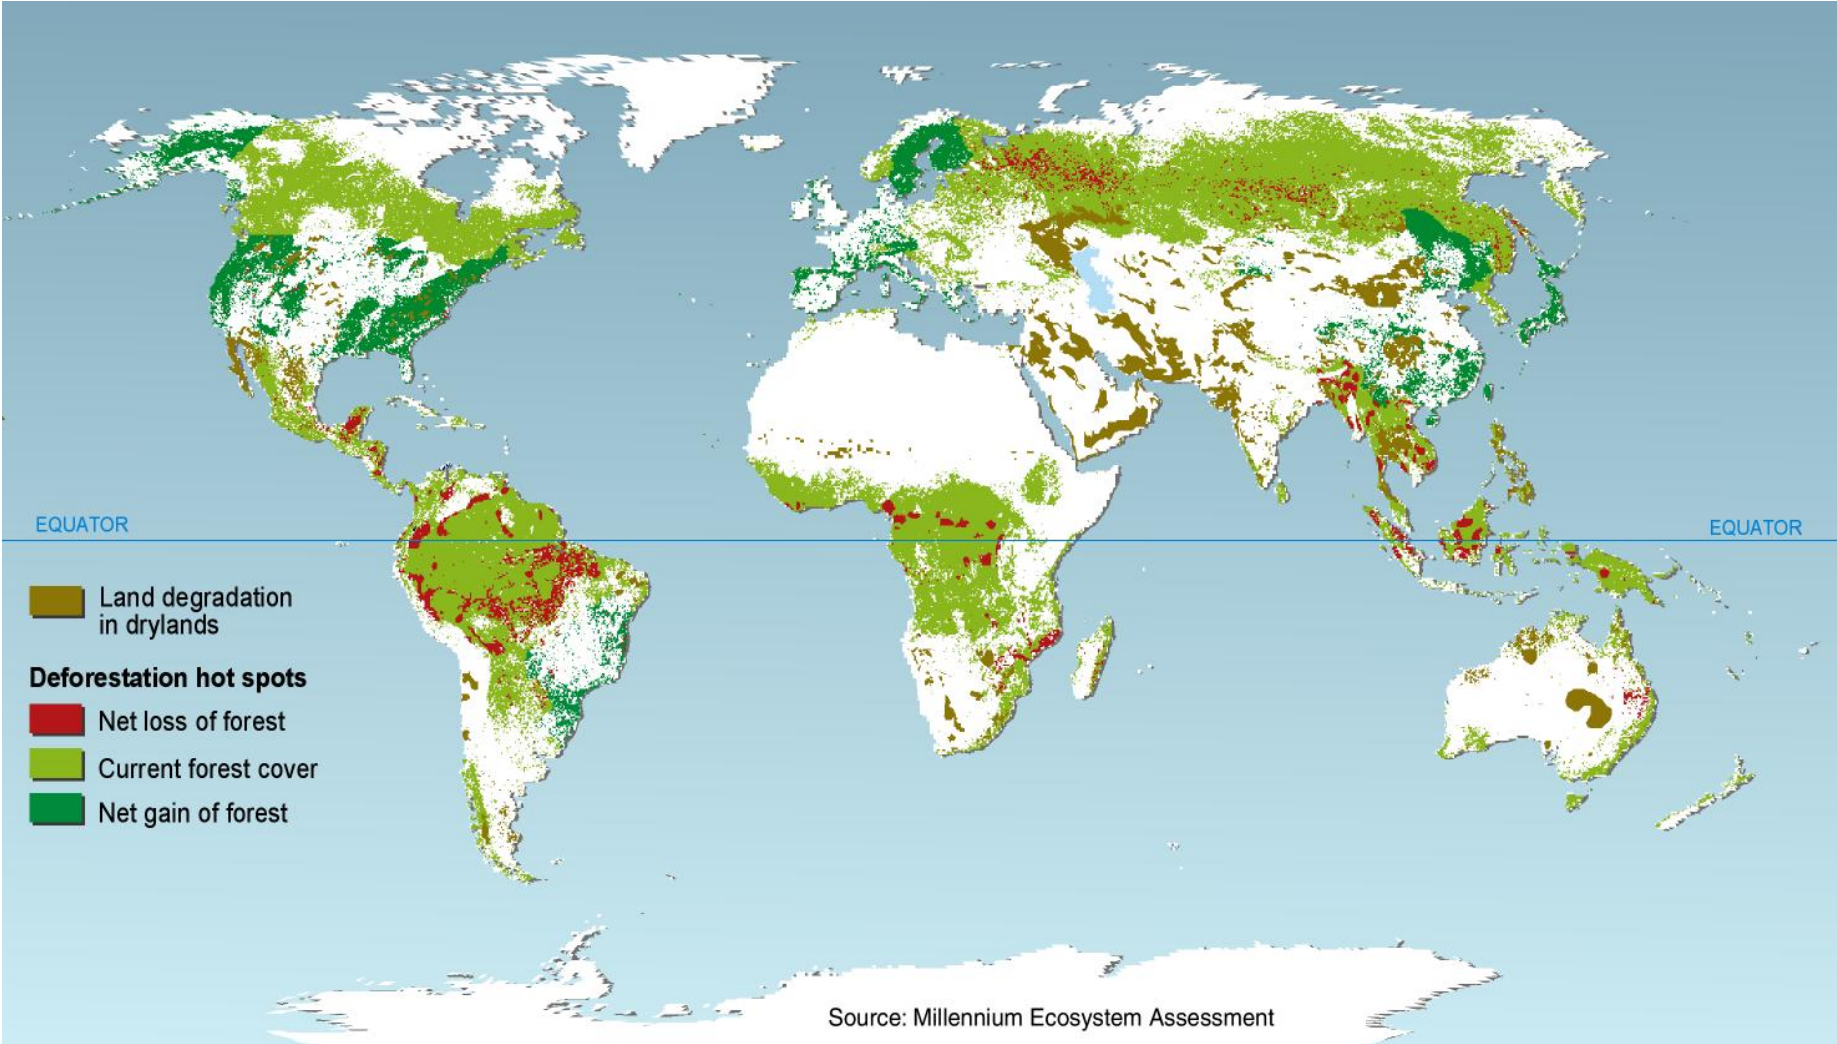 EQUATOR
EQUATOR
Land degradation
in drylands
Deforestation hot spots
Net loss of forest
Current forest cover
Net gain of forest
Source: Millennium Ecosystem Assessment